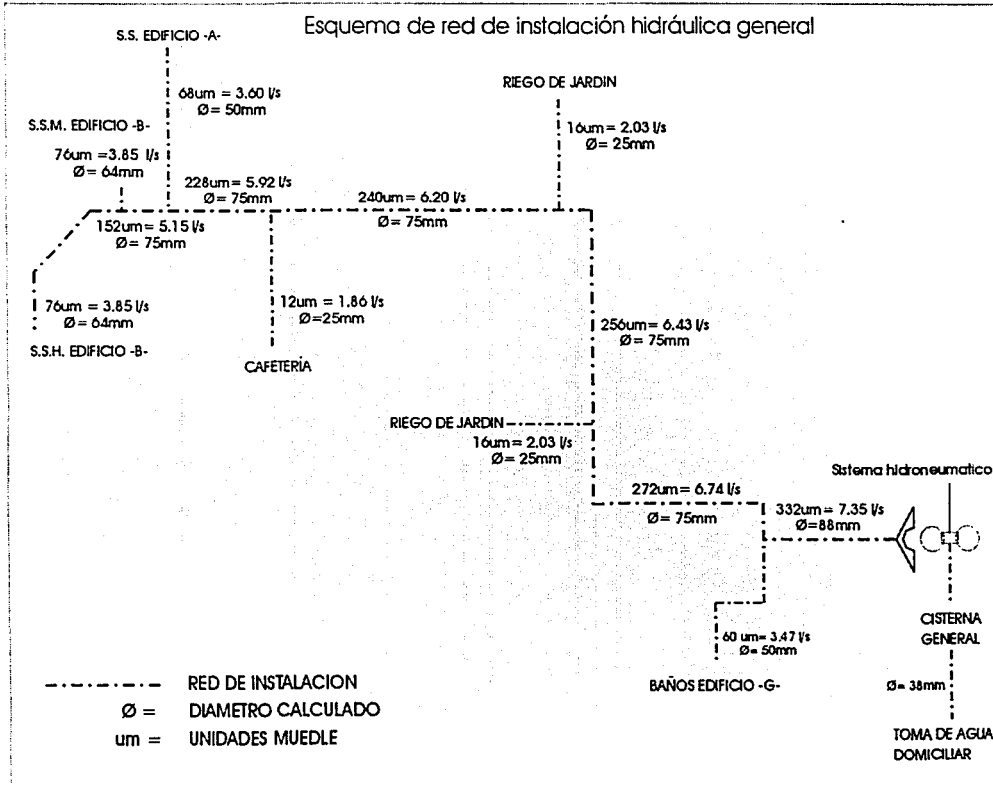 Esquema de red de instalación hidráulica general
S.S. EDIFICIO -A-
68um = 3.60 l/s
Ø= 50mm
RIEGO DE JARDIN
16um = 2.03 l/s
Ø= 25mm
S.S.M. EDIFICIO -B-
76um =3.85 l/s
Ø= 64mm
228um = 5.92 l/s
Ø= 75mm
240um = 6.20 l/s
Ø= 75mm
152um = 5.15 l/s
Ø= 75mm
76um = 3.85 l/s
Ø= 64mm
S.S.H. EDIFICIO -B-
12um = 1.86 l/s
Ø=25mm
CAFETERÍA
256um = 6.43 l/s
Ø= 75mm
RIEGO DE JARDIN
16um = 2.03 l/s
Ø= 25mm
272um = 6.74 l/s
Ø= 75mm
Sistema hidroneumatico
332um = 7.35 l/s
Ø=88mm
60 um= 3.47 l/s
Ø= 50mm
BAÑOS EDIFICIO -G-
CISTERNA
GENERAL
Ø= 38mm
TOMA DE AGUA
DOMICILIAR
RED DE INSTALACION
Ø = DIAMETRO CALCULADO
um = UNIDADES MUEDLE